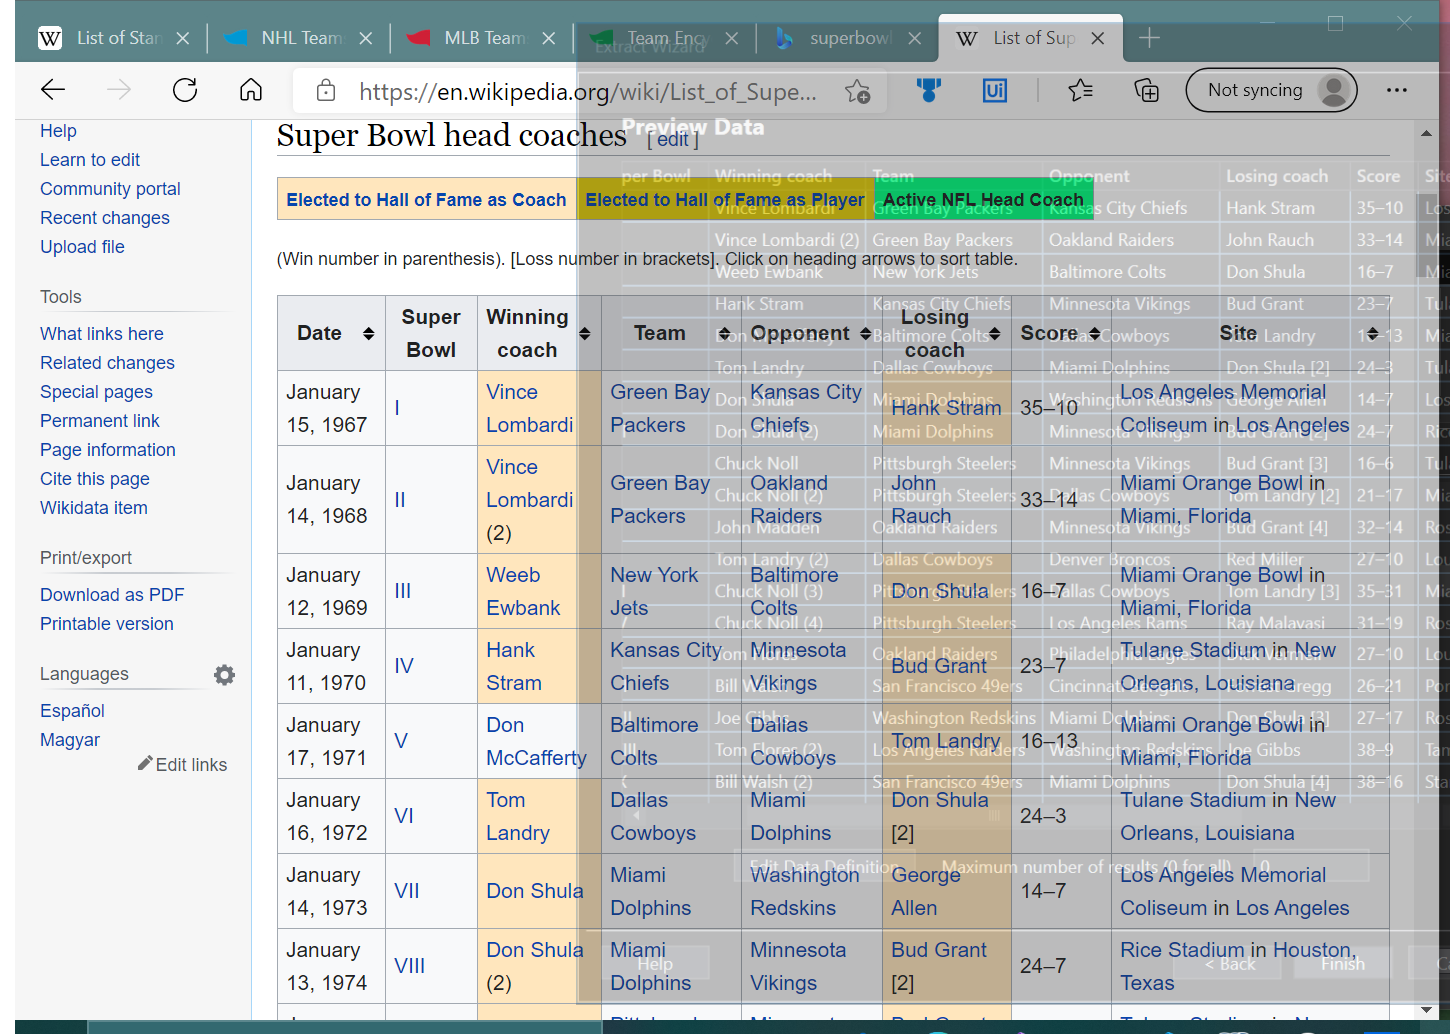 List of Star
NHL Team
MLB Team
Team Ency
superbowl
List of Sup
Extract Wizard
https://en.wikipedia.org/wiki/List_of_Supe...
Ui
Not syncing
Help
Learn to edit
Community portal
Recent changes
Upload file
Tools
What links here
Related changes
Special pages
Permanent link
Page information
Cite this page
Wikidata item
Print/export
Download as PDF
Printable version
Languages
Español
Magyar
Edit links
Super Bowl head coaches [ edit ]
Elected to Hall of Fame as Coach Elected to Hall of Fame as Player Active NFL Head Coach
(Win number in parenthesis). [Loss number in brackets]. Click on heading arrows to sort table.
Date Super Bowl Winning coach Team Opponent Losing coach Score Site
January 15, 1967 I Vince Lombardi Green Bay Packers Kansas City Chiefs Hank Stram 35–10 Los Angeles Memorial Coliseum in Los Angeles
January 14, 1968 II Vince Lombardi (2) Green Bay Packers Oakland Raiders John Rauch 33–14 Miami Orange Bowl in Miami, Florida
January 12, 1969 III Weeb Ewbank New York Jets Baltimore Colts Don Shula 16–7 Miami Orange Bowl in Miami, Florida
January 11, 1970 IV Hank Stram Kansas City Chiefs Minnesota Vikings Bud Grant 23–7 Tulane Stadium in New Orleans, Louisiana
January 17, 1971 V Don McCafferty Baltimore Colts Dallas Cowboys Tom Landry 16–13 Miami Orange Bowl in Miami, Florida
January 16, 1972 VI Tom Landry Dallas Cowboys Miami Dolphins Don Shula [2] 24–3 Tulane Stadium in New Orleans, Louisiana
January 14, 1973 VII Don Shula Miami Dolphins Washington Redskins George Allen 14–7 Los Angeles Memorial Coliseum in Los Angeles
January 13, 1974 VIII Don Shula (2) Miami Dolphins Minnesota Vikings Bud Grant [2] 24–7 Rice Stadium in Houston, Texas
Preview Data
per Bowl Winning coach Team Opponent Losing coach Score Site
Vince Lombardi Green Bay Packers Kansas City Chiefs Hank Stram 35–10 Los
Vince Lombardi (2) Green Bay Packers Oakland Raiders John Rauch 33–14 Mia
Weeb Ewbank New York Jets Baltimore Colts Don Shula 16–7 Mia
Hank Stram Kansas City Chiefs Minnesota Vikings Bud Grant 23–7 Tul
Baltimore Colts Dallas Cowboys Tom Landry 16–13 Mia
Tom Landry Dallas Cowboys Miami Dolphins Don Shula [2] 24–3 Tul
Don Shula Miami Dolphins Washington Redskins George Allen 14–7 Los
Don Shula (2) Miami Dolphins Minnesota Vikings Bud Grant [2] 24–7 Rice
Chuck Noll Pittsburgh Steelers Minnesota Vikings Bud Grant [3] 16–6 Tul
Chuck Noll (2) Pittsburgh Steelers Dallas Cowboys Tom Landry [2] 21–17 Mia
John Madden Oakland Raiders Minnesota Vikings Bud Grant [4] 32–14 Ros
Tom Landry (2) Dallas Cowboys Denver Broncos Red Miller 27–10 Lou
Chuck Noll (3) Pittsburgh Steelers Dallas Cowboys Tom Landry [3] 35–31 Mia
Chuck Noll (4) Pittsburgh Steelers Los Angeles Rams Ray Malavasi 31–19 Ros
Tom Flores Oakland Raiders Philadelphia Eagles Dick Vermeil 27–10 Lou
Bill Walsh San Francisco 49ers Cincinnati Bengals Gregg 26–21 Pon
Joe Gibbs Washington Redskins Miami Dolphins Don Shula [3] 27–17 Ros
Tom Flores (2) Los Angeles Raiders Washington Redskins Joe Gibbs 38–9 Tam
Bill Walsh (2) San Francisco 49ers Miami Dolphins Don Shula [4] 38–16 Sta
Edit Data Definition Maximum number of results (0 for all) 0
Help < Back Finish